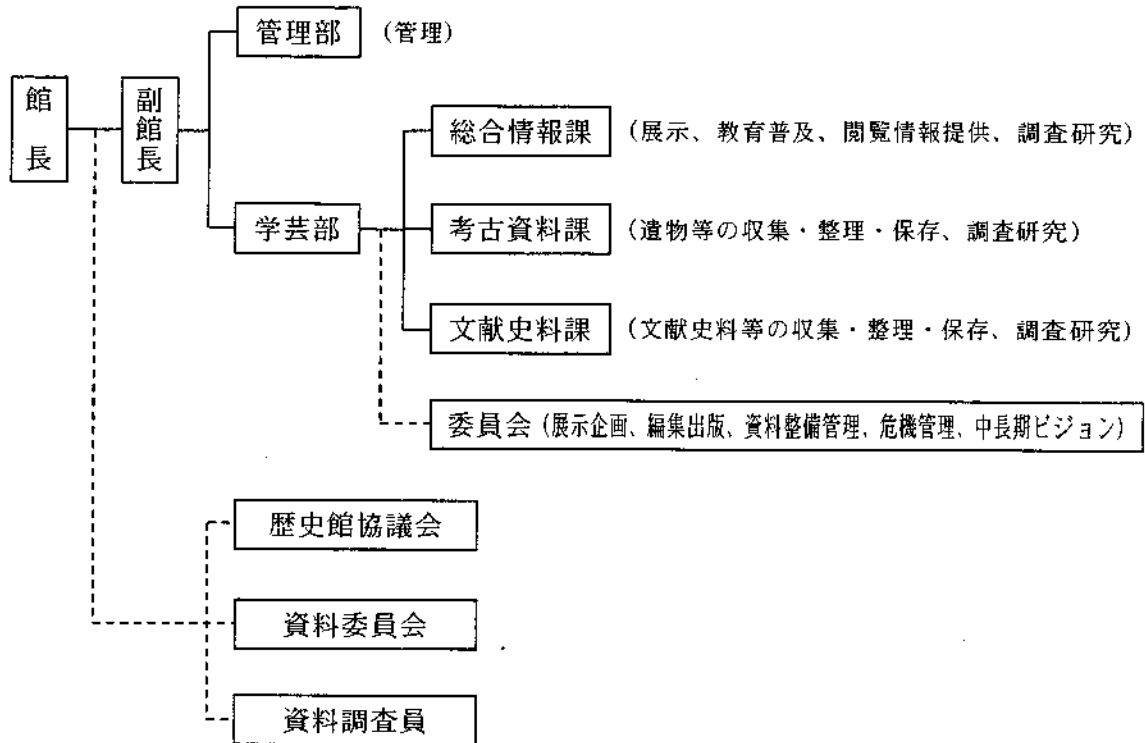 館長
副館長
管理部 (管理)
総合情報課 (展示、教育普及、閲覧情報提供、調査研究)
学芸部
考古資料課 (遺物等の収集・整理・保存、調査研究)
文献史料課 (文献史料等の収集・整理・保存、調査研究)
委員会 (展示企画、編集出版、資料整備管理、危機管理、中長期ビジョン)
歴史館協議会
資料委員会
資料調査員